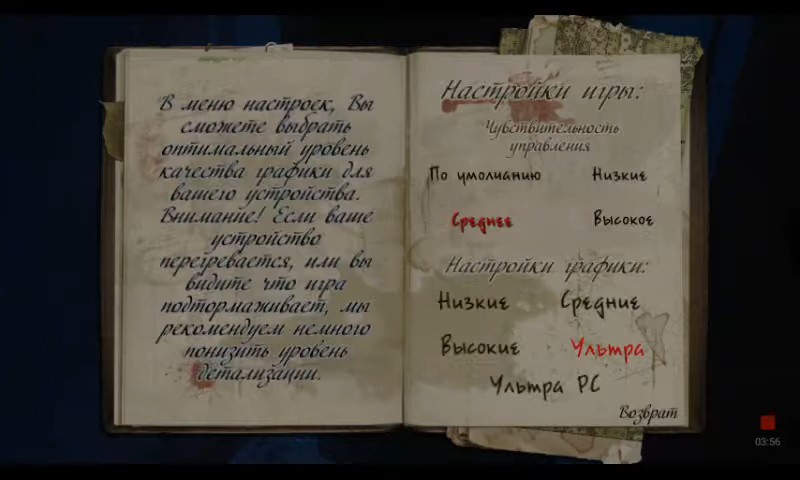 В меню настроек, Вы
сможете выбрать
оптимальный уровень
качества графики для
вашего устройства.
Внимание! Если ваше
устройство
перегревается, или вы
видите что игра
подтормаживает, мы
рекомендуем немного
понизить уровень
детализации.
Настройки игры:
Чувствительность
управления
По умолчанию Низкие
Среднее Высокое
Настройки графики:
Низкие Средние
Высокие Ультра
Ультра PC
Возврат
03:56